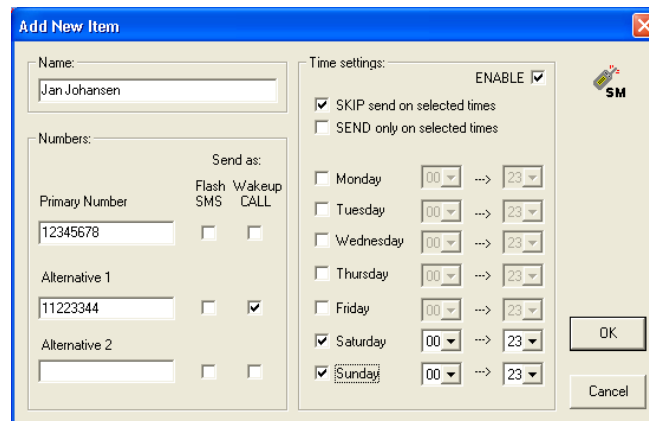 Add New Item
Name:
Jan Johansen
Numbers:
Send as:
Primary Number
Flash SMS
Wakeup CALL
12345678
Alternative 1
11223344
Alternative 2
Time settings:
ENABLE
SKIP send on selected times
SEND only on selected times
Monday 00 ---> 23
Tuesday 00 ---> 23
Wednesday 00 ---> 23
Thursday 00 ---> 23
Friday 00 ---> 23
Saturday 00 ---> 23
Sunday 00 ---> 23
SM
OK
Cancel